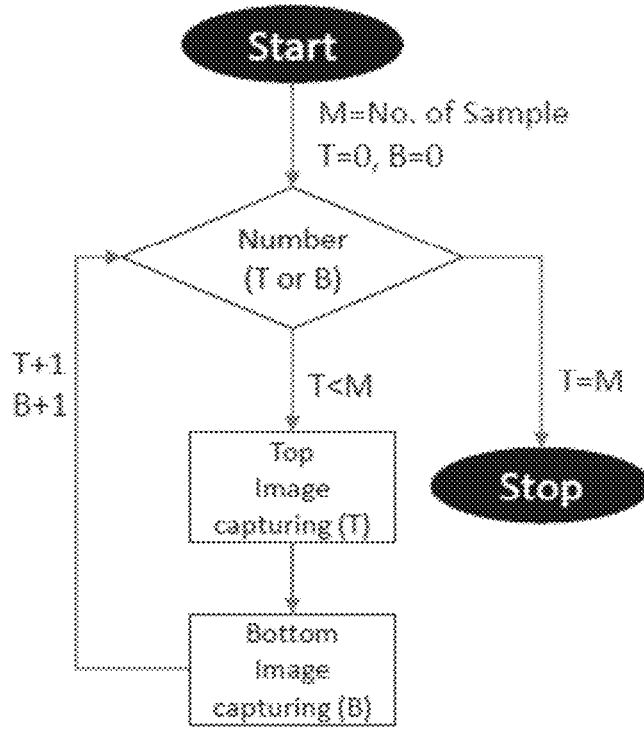 Start
M=No. of Sample
T=0, B=0
Number
(T or B)
T+1
B+1
T<M
T=M
Top
Image
capturing (T)
Stop
Bottom
Image
capturing (B)